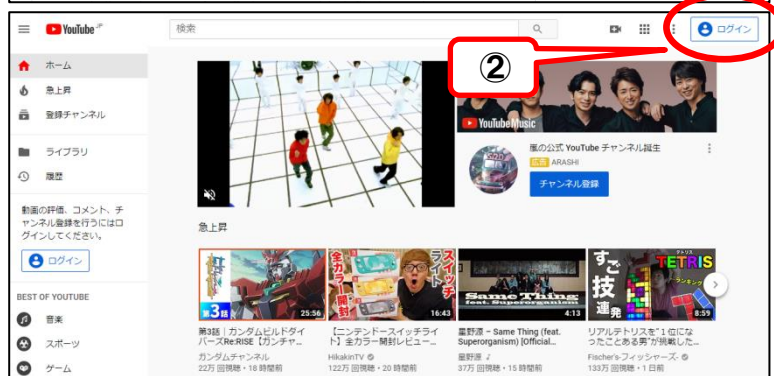 YouTube JP
検索
ログイン
②
ホーム
急上昇
登録チャンネル
ライブラリ
履歴
動画の評価、コメント、チ
ャンネル登録を行うにはロ
グインしてください。
ログイン
BEST OF YOUTUBE
音楽
スポーツ
ゲーム
YouTube Music
嵐の公式 YouTube チャンネル誕生
広告 ARASHI
チャンネル登録
急上昇
第3話
25:56
第3話｜ガンダムビルドダイ
バーズRe:RISE【ガンチャ...
ガンダムチャンネル
22万 回視聴・18 時間前
スイッチ
ライト
全カラー開封
16:43
【ニンテンドースイッチライ
ト】全カラー開封レビュー...
HikakinTV
122万 回視聴・20 時間前
Same Thing
feat. Superorganism
4:13
星野源 – Same Thing (feat.
Superorganism) [Official...
星野源 ♪
37万 回視聴・15 時間前
すご
技
連発
テトリス
TETRIS
ランキング
8:59
リアルテトリスを"１位にな
ったことある男"が挑戦した...
Fischer's-フィッシャーズ-
133万 回視聴・1 日前